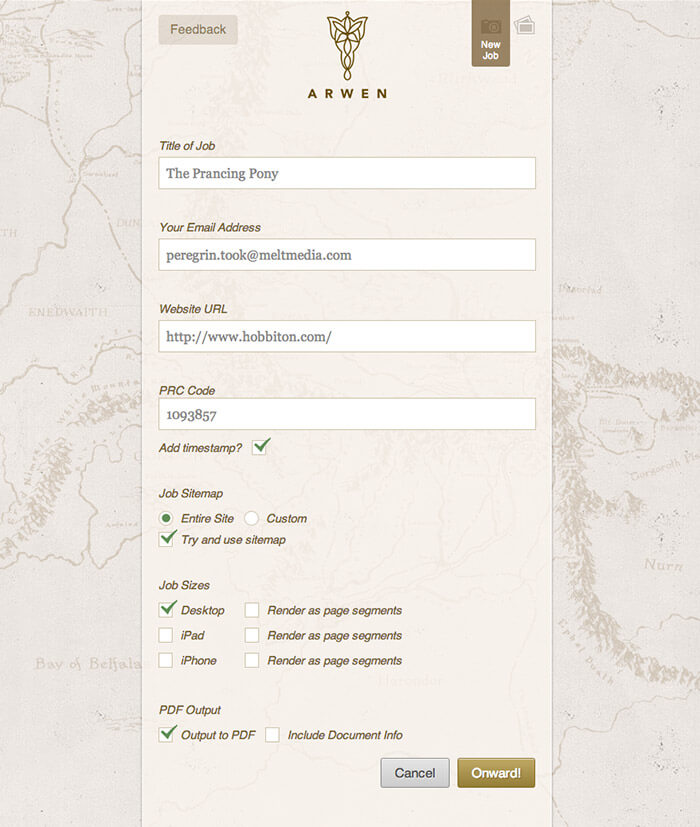 Feedback
New
Job
ARWEN
Title of Job
The Prancing Pony
Your Email Address
peregrin.took@meltmedia.com
Website URL
http://www.hobbiton.com/
PRC Code
1093857
Add timestamp?
Job Sitemap
Entire Site Custom
Try and use sitemap
Job Sizes
Desktop Render as page segments
iPad Render as page segments
iPhone Render as page segments
PDF Output
Output to PDF Include Document Info
Cancel Onward!
ENEDWAITH
Nurn
Bay of Belfalas
Harondor